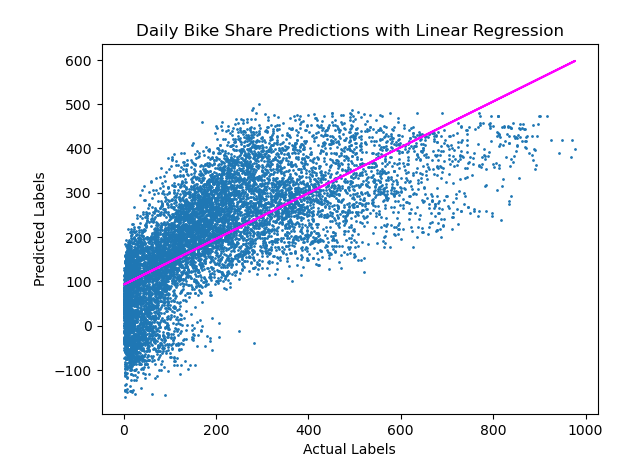 Daily Bike Share Predictions with Linear Regression
600
500
400
300
200
100
0
−100
Predicted Labels
0 200 400 600 800 1000
Actual Labels